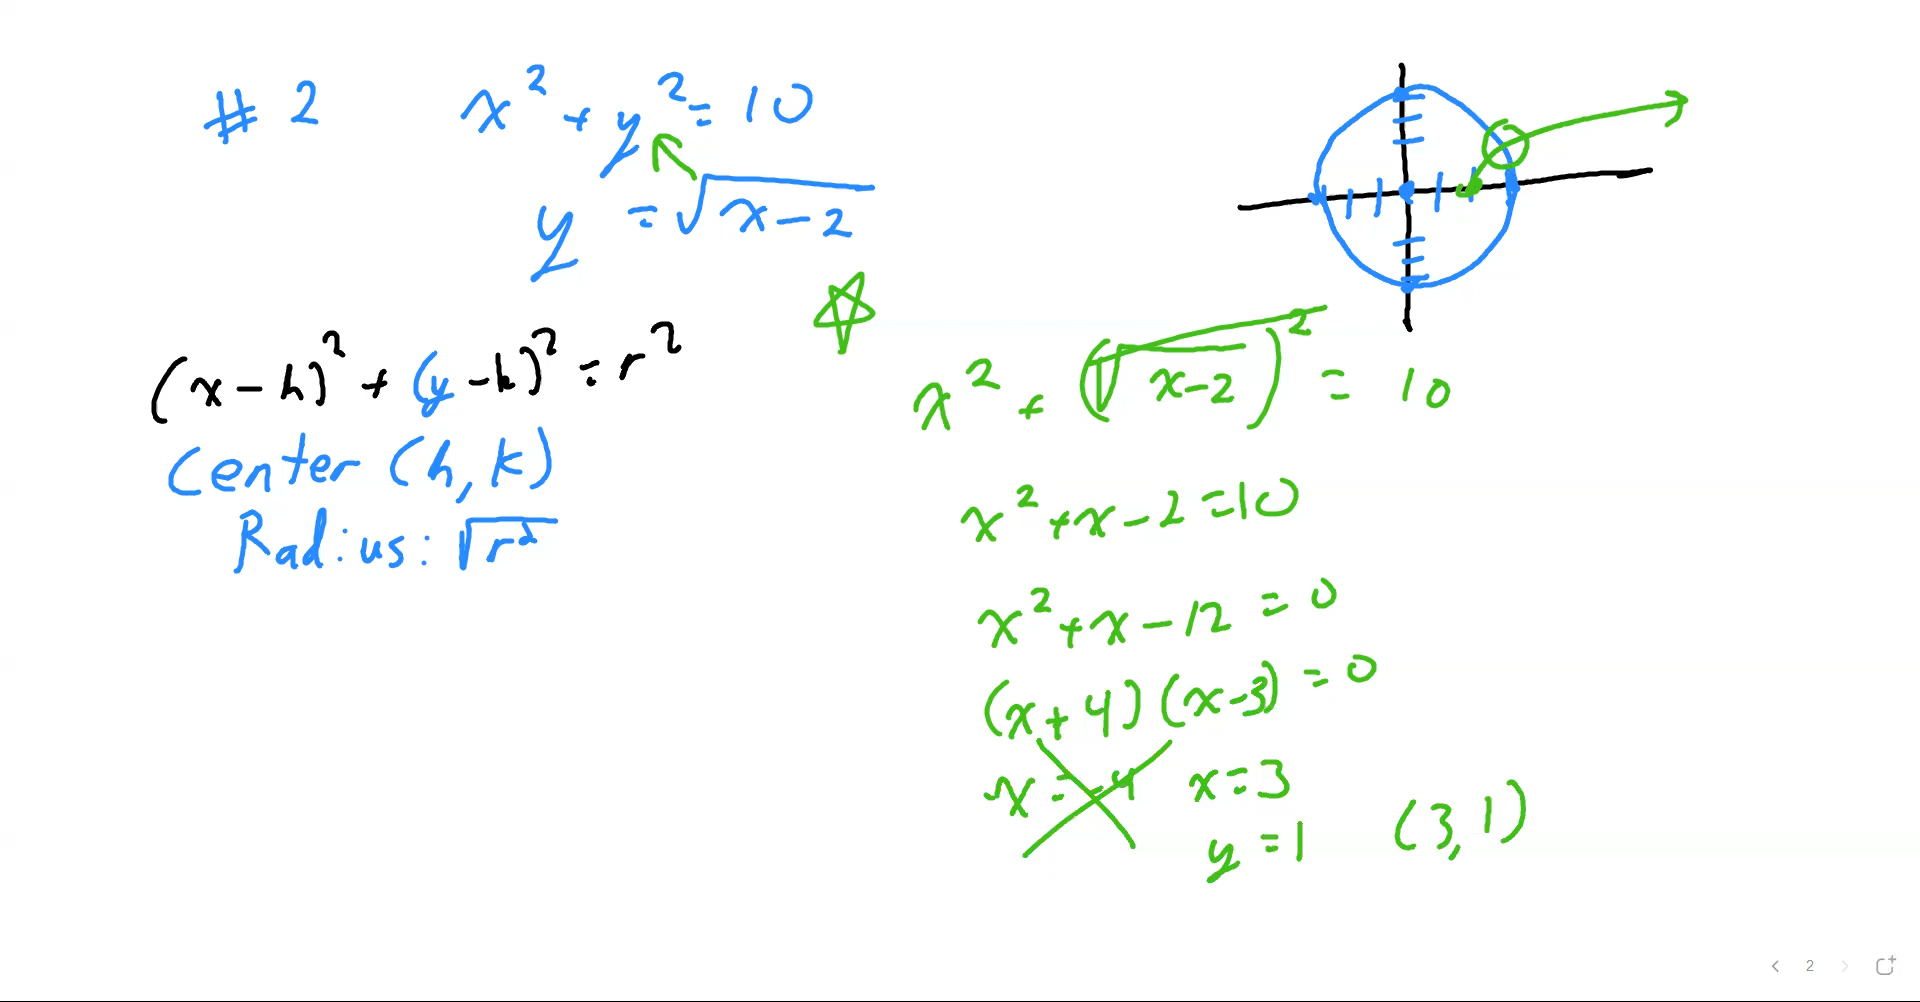 # 2 x² + y² = 10
y = √(x-2)
(x-h)² + (y-k)² = r²
Center (h, k)
Radius: √r²
x² + (√(x-2))² = 10
x² + x - 2 = 10
x² + x - 12 = 0
(x+4)(x-3) = 0
x = -4 x = 3
y = 1 (3, 1)
2